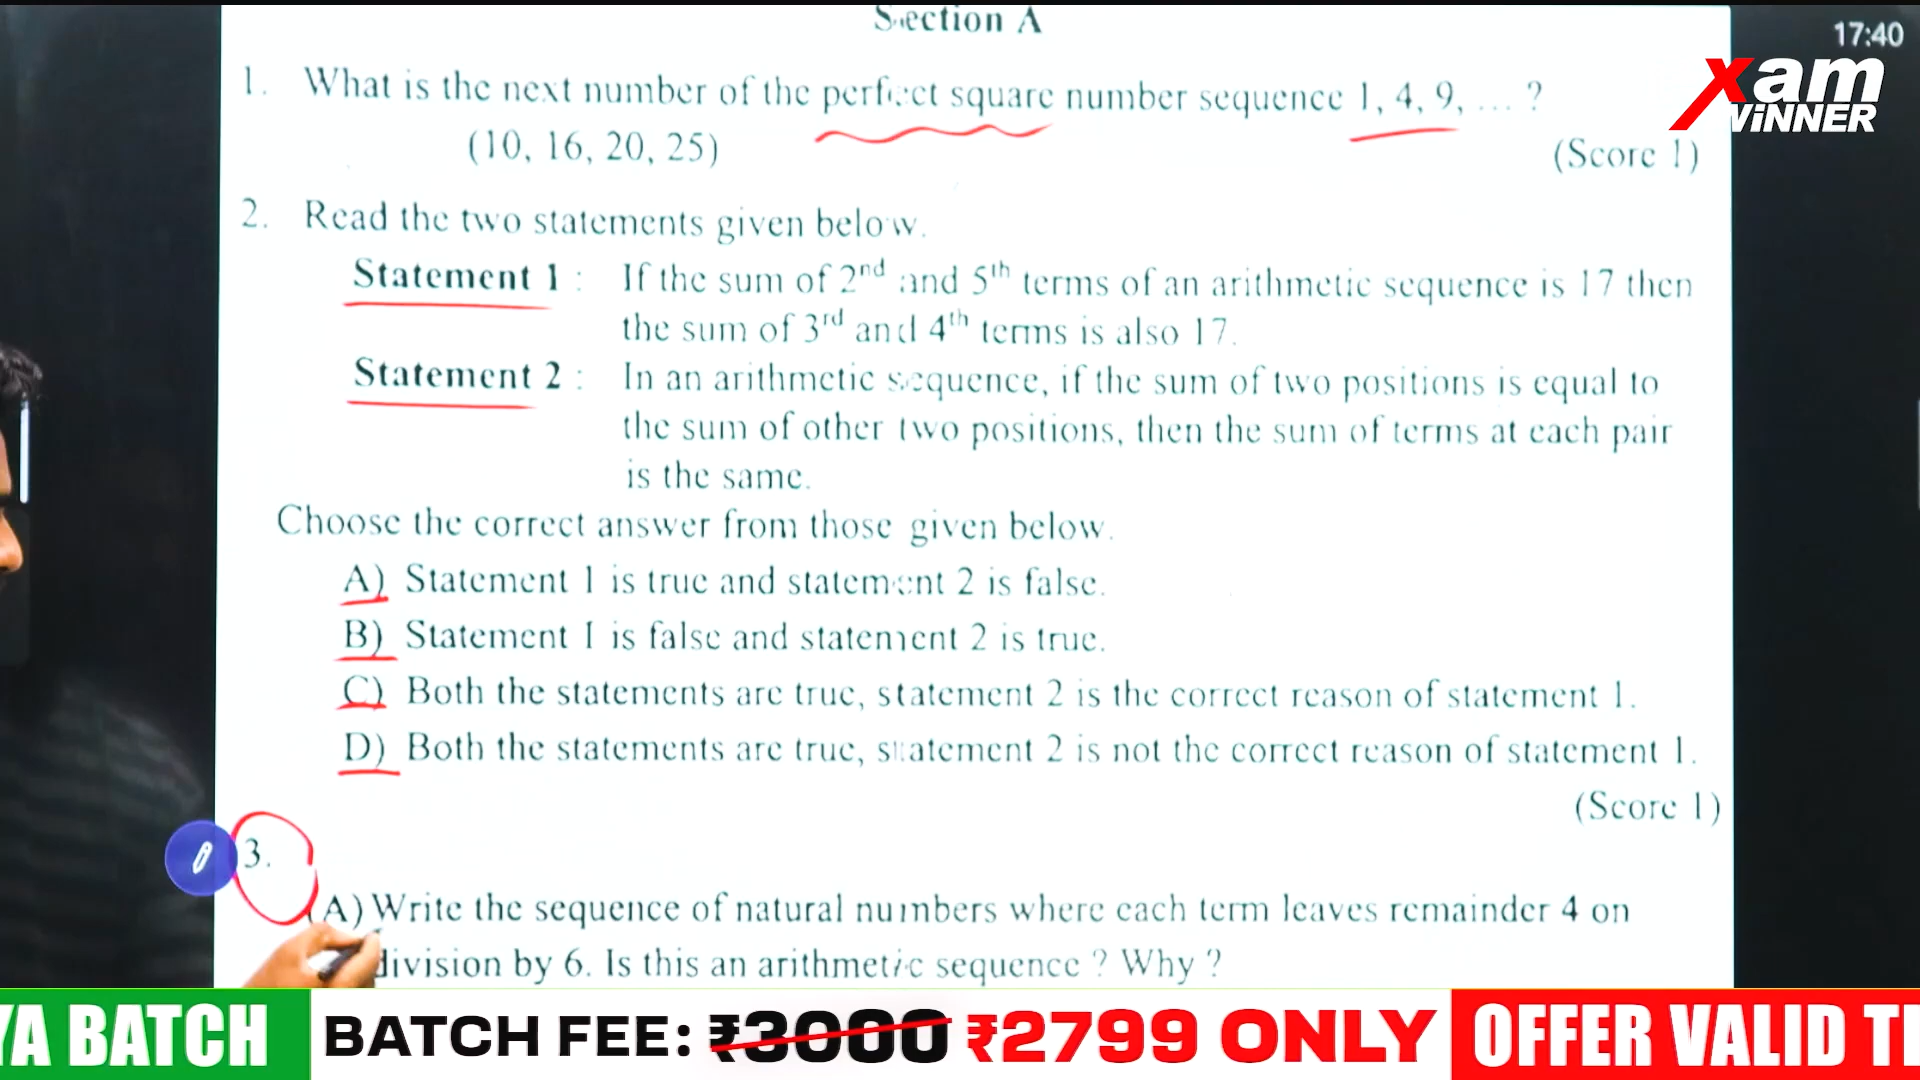 Section A
17:40
Xam WiNNER
1. What is the next number of the perfect square number sequence 1, 4, 9, ... ?
(10, 16, 20, 25)
(Score 1)
2. Read the two statements given below.
Statement 1 : If the sum of 2nd and 5th terms of an arithmetic sequence is 17 then
the sum of 3rd and 4th terms is also 17.
Statement 2 : In an arithmetic sequence, if the sum of two positions is equal to
the sum of other two positions, then the sum of terms at each pair
is the same.
Choose the correct answer from those given below.
A) Statement 1 is true and statement 2 is false.
B) Statement 1 is false and statement 2 is true.
C) Both the statements are true, statement 2 is the correct reason of statement 1.
D) Both the statements are true, statement 2 is not the correct reason of statement 1.
(Score 1)
3.
(A) Write the sequence of natural numbers where each term leaves remainder 4 on
division by 6. Is this an arithmetic sequence ? Why ?
YA BATCH BATCH FEE: ₹3000 ₹2799 ONLY OFFER VALID